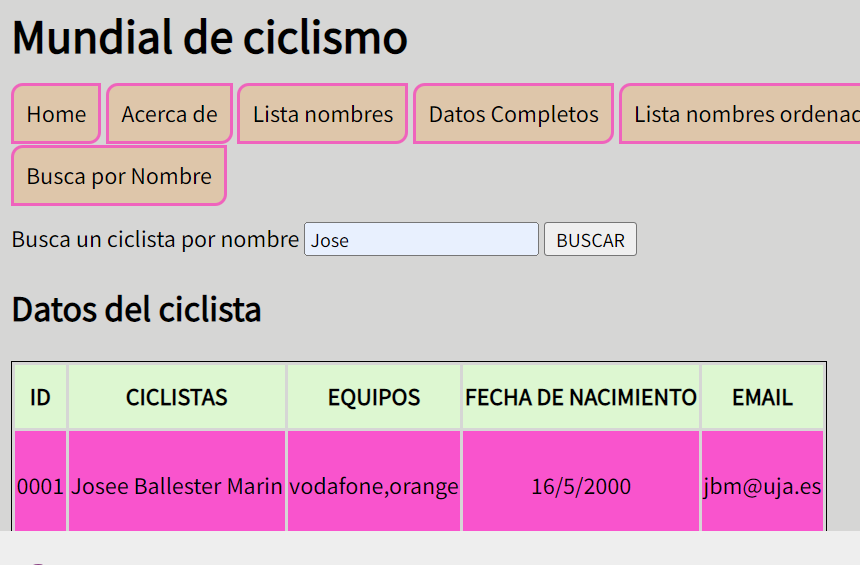 Mundial de ciclismo
Home Acerca de Lista nombres Datos Completos Lista nombres
Busca por Nombre
Busca un ciclista por nombre Jose BUSCAR
Datos del ciclista
ID CICLISTAS EQUIPOS FECHA DE NACIMIENTO EMAIL
0001 Josee Ballester Marin vodafone,orange 16/5/2000 jbm@uja.es